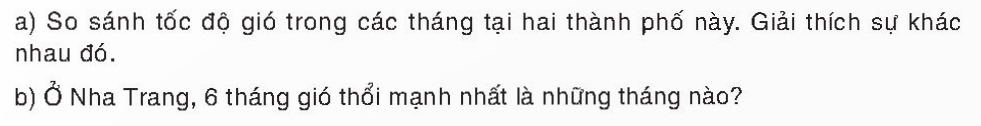 a) So sánh tốc độ gió trong các tháng tại hai thành phố này. Giải thích sự khác
nhau đó.
b) Ở Nha Trang, 6 tháng gió thổi mạnh nhất là những tháng nào?